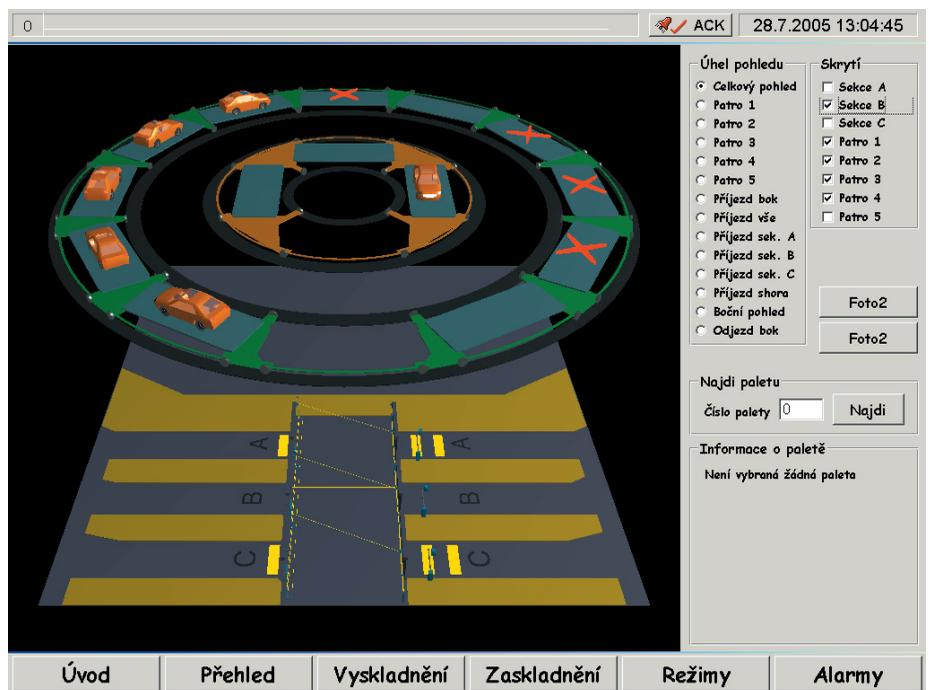 0 ACK 28.7.2005 13:04:45
Úhel pohledu
Celkový pohled
Patro 1
Patro 2
Patro 3
Patro 4
Patro 5
Příjezd bok
Příjezd vše
Příjezd sek. A
Příjezd sek. B
Příjezd sek. C
Příjezd shora
Boční pohled
Odjezd bok
Skrytí
Sekce A
Sekce B
Sekce C
Patro 1
Patro 2
Patro 3
Patro 4
Patro 5
Foto2
Foto2
Najdi paletu
Číslo palety 0 Najdi
Informace o paletě
Není vybraná žádná paleta
A A
B B
C C
Úvod Přehled Vyskladnění Zaskladnění Režimy Alarmy